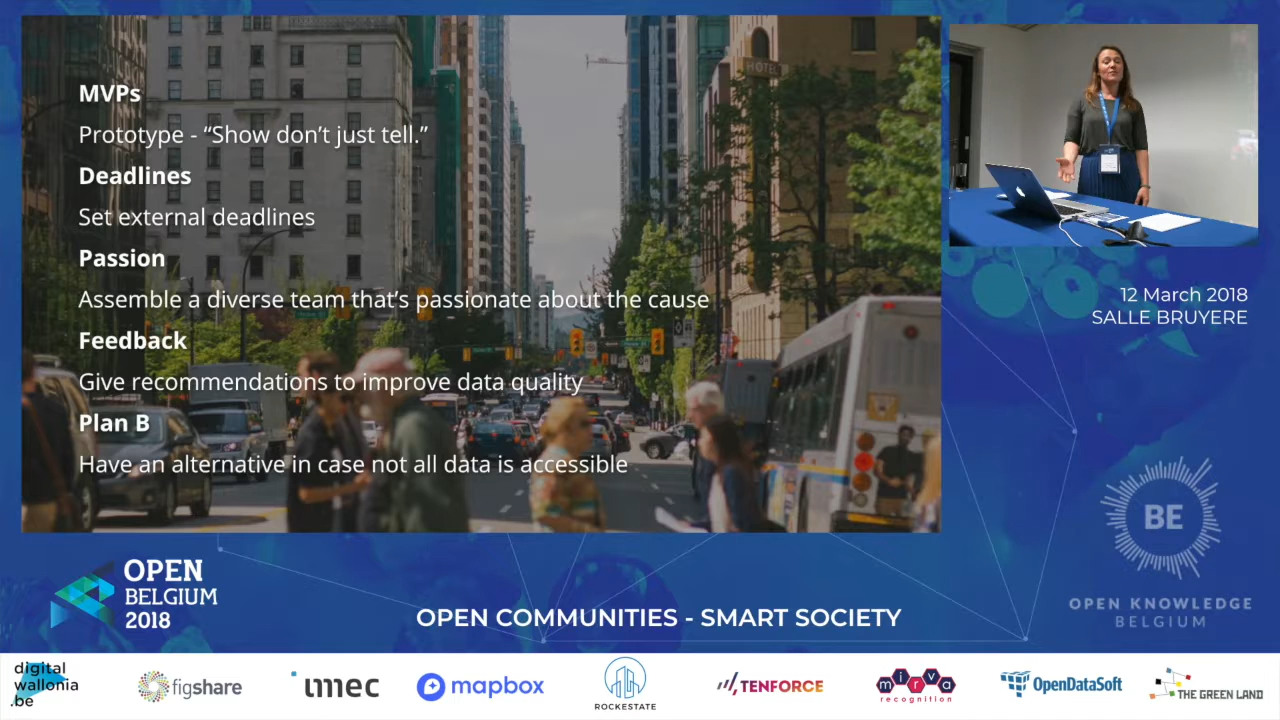 MVPs
Prototype - “Show don’t just tell.”
Deadlines
Set external deadlines
Passion
Assemble a diverse team that’s passionate about the cause
Feedback
Give recommendations to improve data quality
Plan B
Have an alternative in case not all data is accessible
HOTEL
12 March 2018
SALLE BRUYERE
BE
OPEN KNOWLEDGE
BELGIUM
OPEN
BELGIUM
2018
OPEN COMMUNITIES - SMART SOCIETY
digital
wallonia
.be
figshare
imec
mapbox
ROCKESTATE
TENFORCE
mirva
recognition
OpenDataSoft
THE GREEN LAND